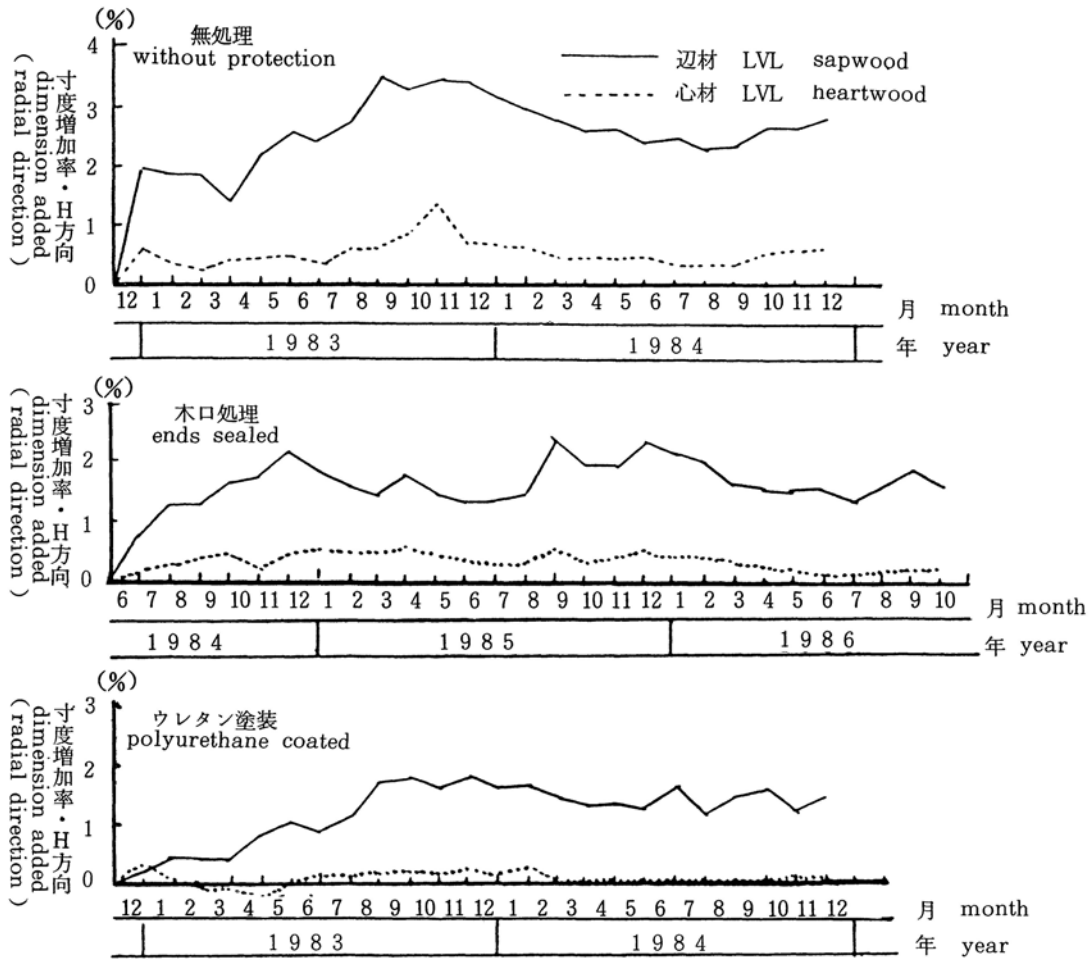 (%)
無処理
without protection
辺材 LVL sapwood
心材 LVL heartwood
寸度増加率・H方向
dimension added
(radial direction)
4
3
2
1
0
12 1 2 3 4 5 6 7 8 9 10 11 12 1 2 3 4 5 6 7 8 9 10 11 12 月 month
1983 1984 年 year
(%)
木口処理
ends sealed
寸度増加率・H方向
dimension added
(radial direction)
3
2
1
0
6 7 8 9 10 11 12 1 2 3 4 5 6 7 8 9 10 11 12 1 2 3 4 5 6 7 8 9 10 月 month
1984 1985 1986 年 year
(%)
ウレタン塗装
polyurethane coated
寸度増加率・H方向
dimension added
(radial direction)
3
2
1
0
12 1 2 3 4 5 6 7 8 9 10 11 12 1 2 3 4 5 6 7 8 9 10 11 12 月 month
1983 1984 年 year